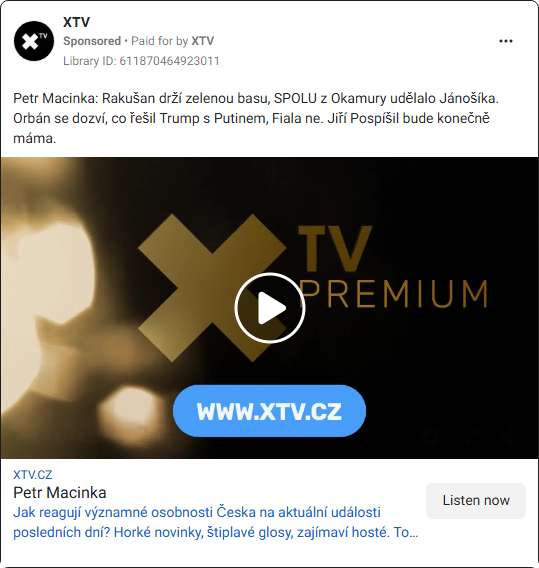 XTV
Sponsored • Paid for by XTV
Library ID: 611870464923011
Petr Macinka: Rakušan drží zelenou basu, SPOLU z Okamury udělalo Jánošíka.
Orbán se dozví, co řešil Trump s Putinem, Fiala ne. Jiří Pospíšil bude konečně
máma.
X TV
PREMIUM
WWW.XTV.CZ
XTV.CZ
Petr Macinka
Listen now
Jak reagují významné osobnosti Česka na aktuální události
posledních dní? Horké novinky, štiplavé glosy, zajímaví hosté. To…